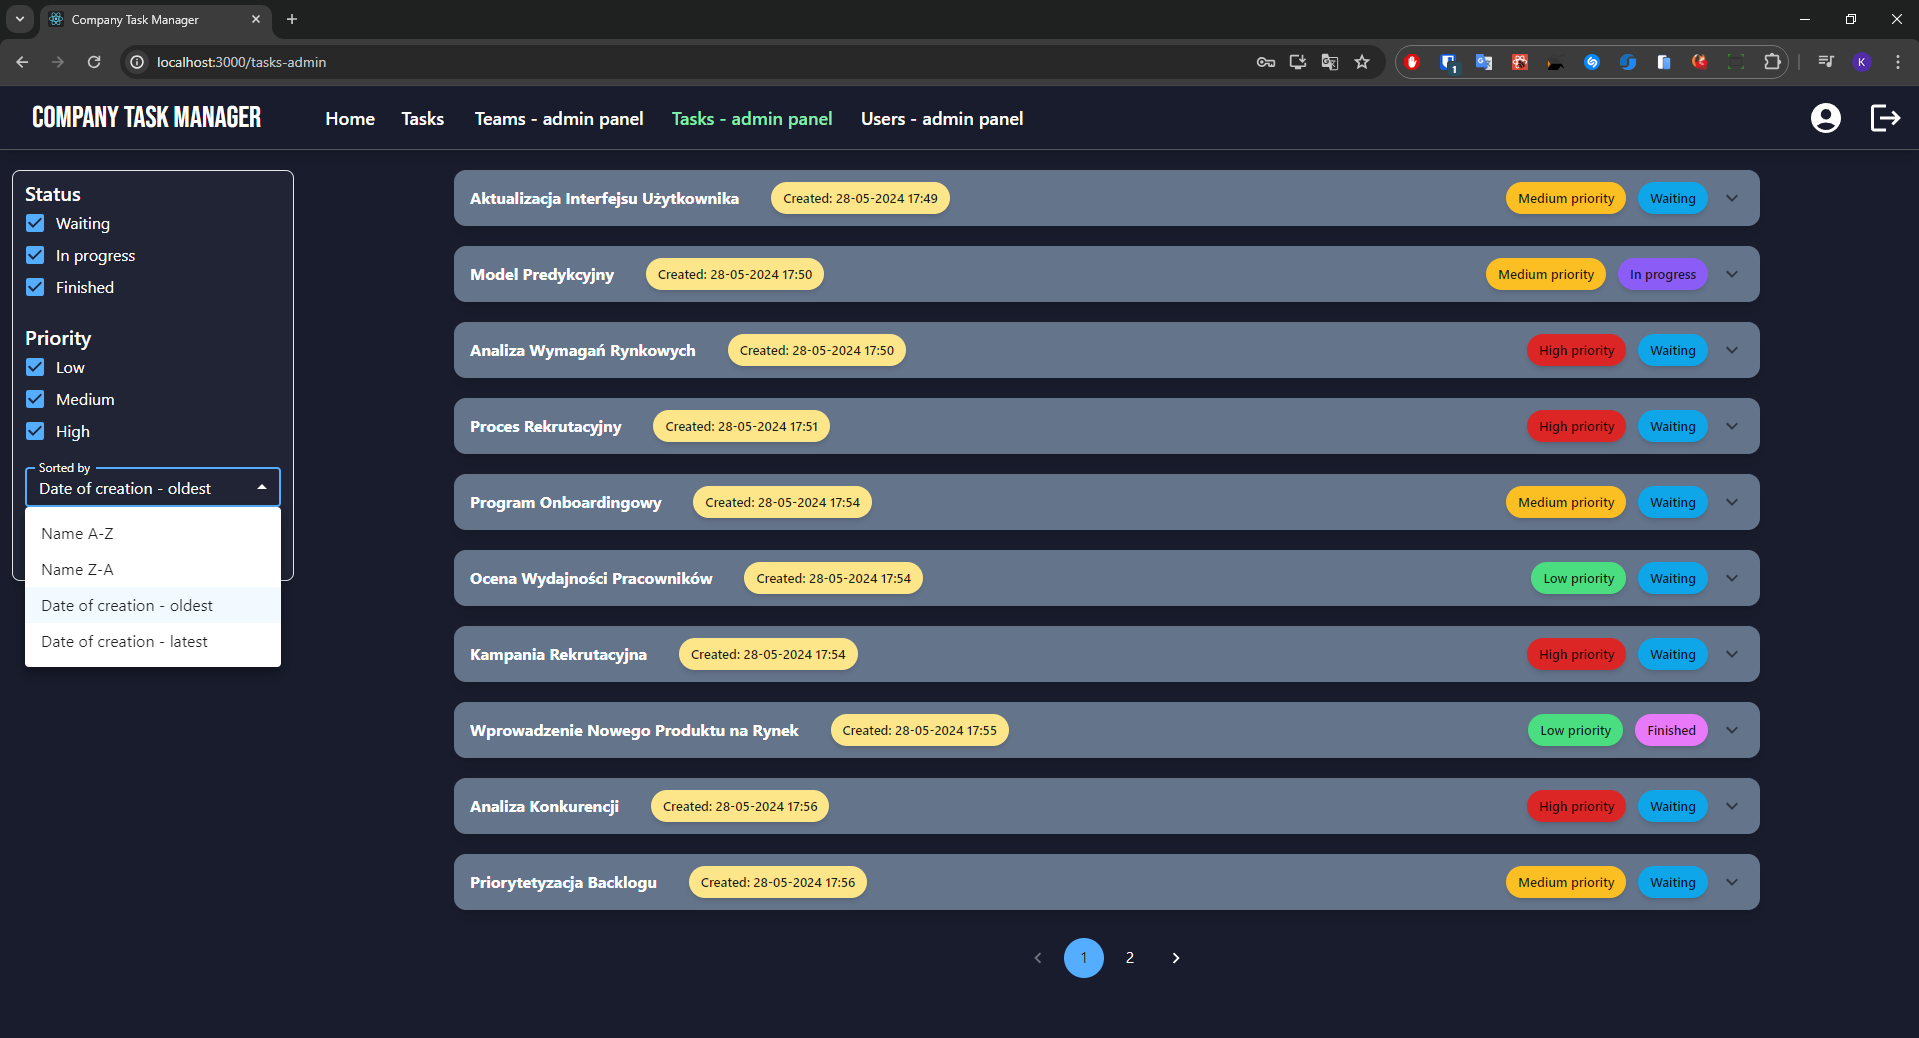 Company Task Manager
localhost:3000/tasks-admin
1
K
COMPANY TASK MANAGER
Home Tasks Teams - admin panel Tasks - admin panel Users - admin panel
Status
Waiting
In progress
Finished
Priority
Low
Medium
High
Sorted by
Date of creation - oldest
Name A-Z
Name Z-A
Date of creation - oldest
Date of creation - latest
Aktualizacja Interfejsu Użytkownika Created: 28-05-2024 17:49 Medium priority Waiting
Model Predykcyjny Created: 28-05-2024 17:50 Medium priority In progress
Analiza Wymagań Rynkowych Created: 28-05-2024 17:50 High priority Waiting
Proces Rekrutacyjny Created: 28-05-2024 17:51 High priority Waiting
Program Onboardingowy Created: 28-05-2024 17:54 Medium priority Waiting
Ocena Wydajności Pracowników Created: 28-05-2024 17:54 Low priority Waiting
Kampania Rekrutacyjna Created: 28-05-2024 17:54 High priority Waiting
Wprowadzenie Nowego Produktu na Rynek Created: 28-05-2024 17:55 Low priority Finished
Analiza Konkurencji Created: 28-05-2024 17:56 High priority Waiting
Priorytetyzacja Backlogu Created: 28-05-2024 17:56 Medium priority Waiting
1 2